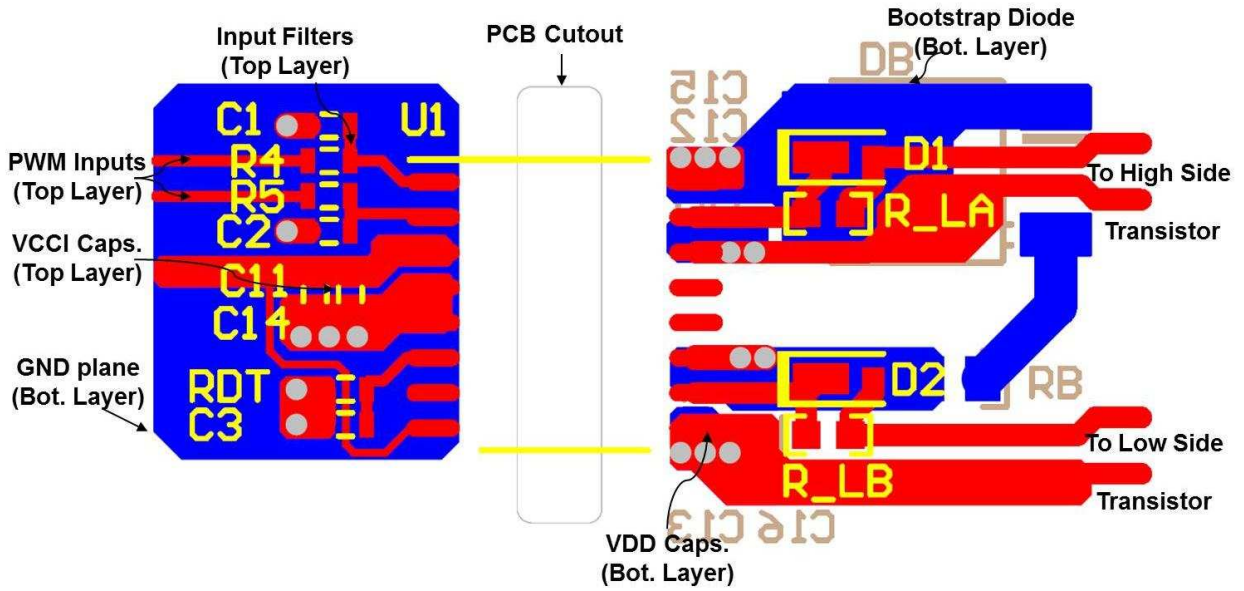 Input Filters
(Top Layer)
PCB Cutout
Bootstrap Diode
(Bot. Layer)
DB
C15
C12
C1
U1
PWM Inputs
(Top Layer)
R4
R5
C2
D1
R_LA
To High Side
Transistor
VCCI Caps.
(Top Layer)
C11
C14
GND plane
(Bot. Layer)
RDT
C3
D2
RB
To Low Side
Transistor
R_LB
C13
C16
VDD Caps.
(Bot. Layer)